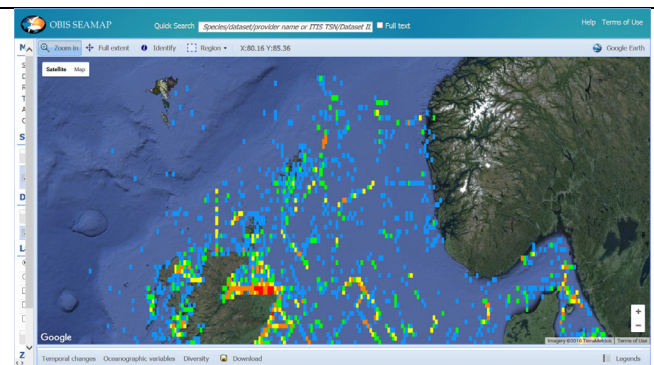 OBIS SEAMAP
Quick Search Species/dataset/provider name or ITIS TSN/Dataset II Full text
Help Terms of Use
Zoom in Full extent Identify Region X:80.16 Y:85.36 Google Earth
Satellite Map
S
D
R
T
A
C
S
D
L
Z
Google
Imagery ©2016 TerraMetrics Terms of Use
Temporal changes Oceanographic variables Diversity Download Legends